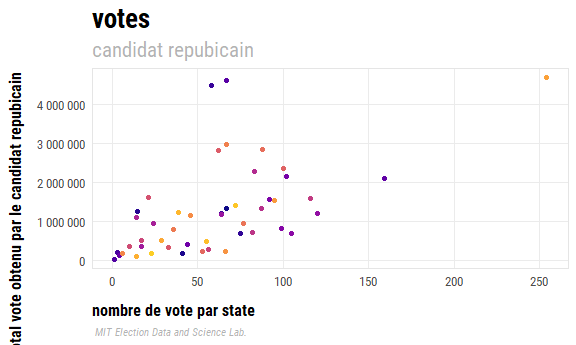 votes
candidat repubicain
vote obtenu par le candidat repubicain
4 000 000
3 000 000
2 000 000
1 000 000
0
0 50 100 150 200 250
nombre de vote par state
MIT Election Data and Science Lab.